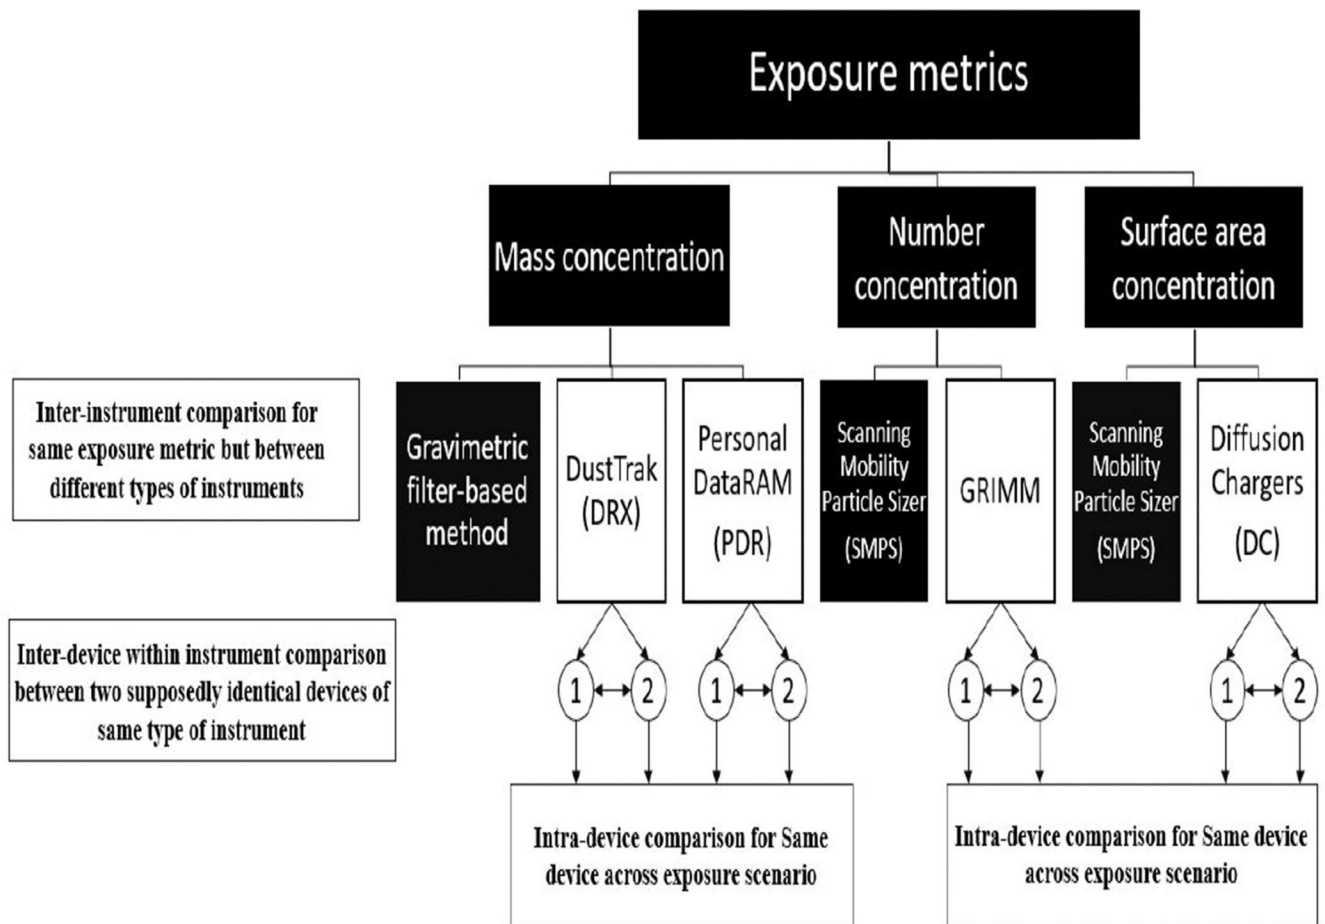 Exposure metrics
Mass concentration
Number
concentration
Surface area
concentration
Inter-instrument comparison for
same exposure metric but between
different types of instruments
Gravimetric
filter-based
method
DustTrak
(DRX)
Personal
DataRAM
(PDR)
Scanning
Mobility
Particle Sizer
(SMPS)
GRIMM
Scanning
Mobility
Particle Sizer
(SMPS)
Diffusion
Chargers
(DC)
Inter-device within instrument comparison
between two supposedly identical devices of
same type of instrument
1
2
1
2
1
2
1
2
Intra-device comparison for Same
device across exposure scenario
Intra-device comparison for Same device
across exposure scenario